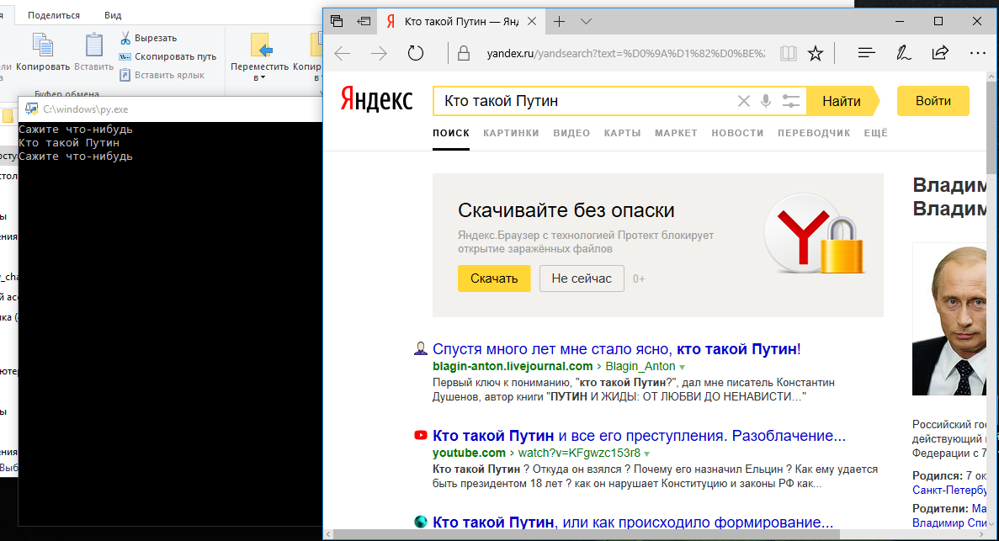 Поделиться Вид
Копировать Вставить
Вырезать
Скопировать путь
Вставить ярлык
Переместить в
Буфер обмена
C:\windows\py.exe
Сажите что-нибудь
Кто такой Путин
Сажите что-нибудь
Кто такой Путин — Янд
yandex.ru/yandsearch?text=%D0%9A%D1%82%D0%BE%2
Яндекс
Кто такой Путин
Найти
Войти
ПОИСК КАРТИНКИ ВИДЕО КАРТЫ МАРКЕТ НОВОСТИ ПЕРЕВОДЧИК ЕЩЁ
Скачивайте без опаски
Яндекс.Браузер с технологией Протект блокирует
открытие заражённых файлов
Скачать Не сейчас 0+
Спустя много лет мне стало ясно, кто такой Путин!
blagin-anton.livejournal.com › Blagin_Anton
Первый ключ к пониманию, "кто такой Путин?", дал мне писатель Константин
Душенов, автор книги "ПУТИН И ЖИДЫ: ОТ ЛЮБВИ ДО НЕНАВИСТИ..."
Кто такой Путин и все его преступления. Разоблачение...
youtube.com › watch?v=KFgwzc153r8
Кто такой Путин ? Откуда он взялся ? Почему его назначил Ельцин ? Как ему удается
быть президентом 18 лет ? как он нарушает Конституцию и законы РФ как...
Кто такой Путин, или как происходило формирование...
Владим
Владим
Российский гос
действующий
Федерации с 7
Родился: 7 ок
Санкт-Петербу
Родители: Ма
Владимир Спи